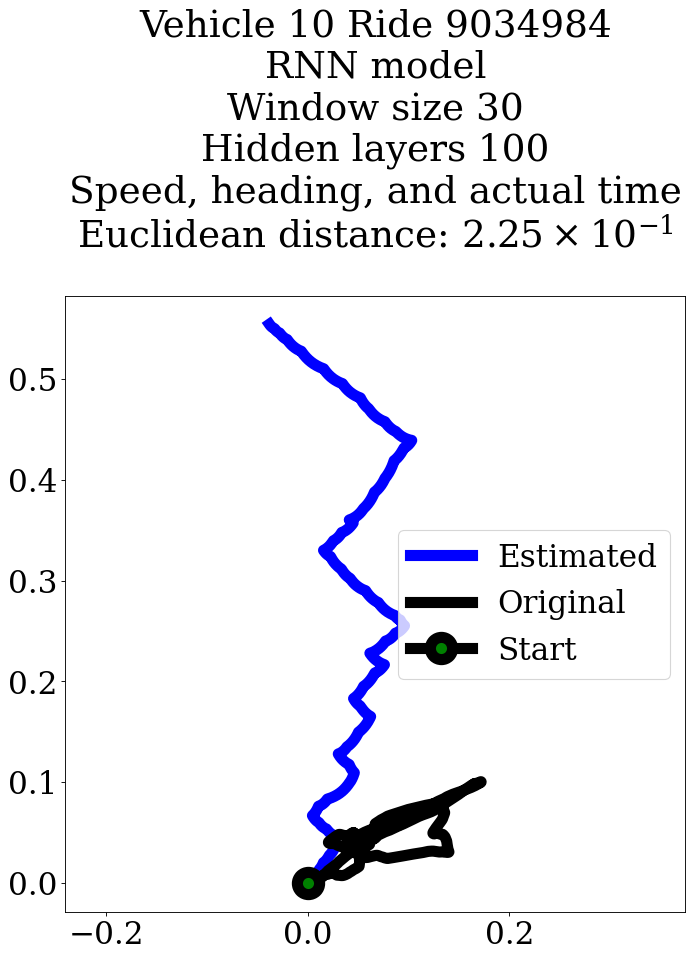 Vehicle 10 Ride 9034984
RNN model
Window size 30
Hidden layers 100
Speed, heading, and actual time
Euclidean distance: 2.25 × 10⁻¹
0.5
0.4
0.3
0.2
0.1
0.0
Estimated
Original
Start
−0.2 0.0 0.2